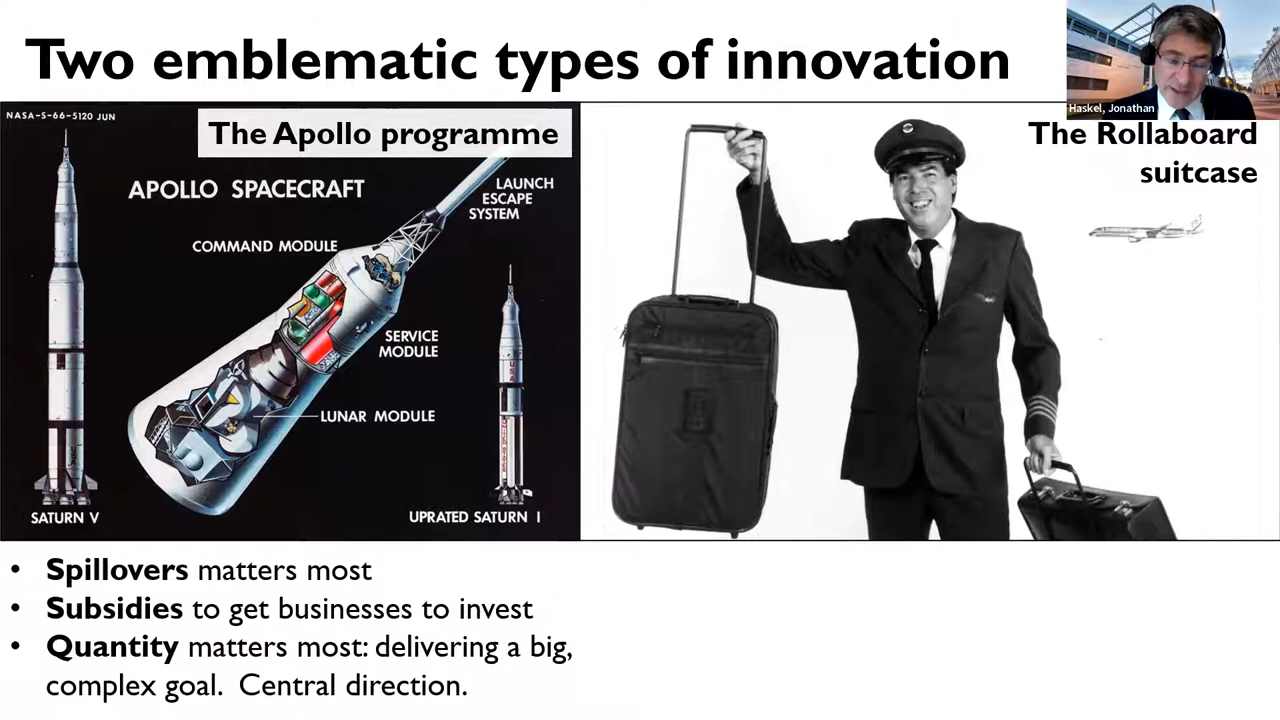 Two emblematic types of innovation
Haskel, Jonathan
NASA-S-66-5120 JUN
The Apollo programme
APOLLO SPACECRAFT
LAUNCH
ESCAPE
SYSTEM
COMMAND MODULE
SERVICE
MODULE
LUNAR MODULE
SATURN V
UPRATED SATURN I
The Rollaboard
suitcase
• Spillovers matters most
• Subsidies to get businesses to invest
• Quantity matters most: delivering a big,
complex goal. Central direction.